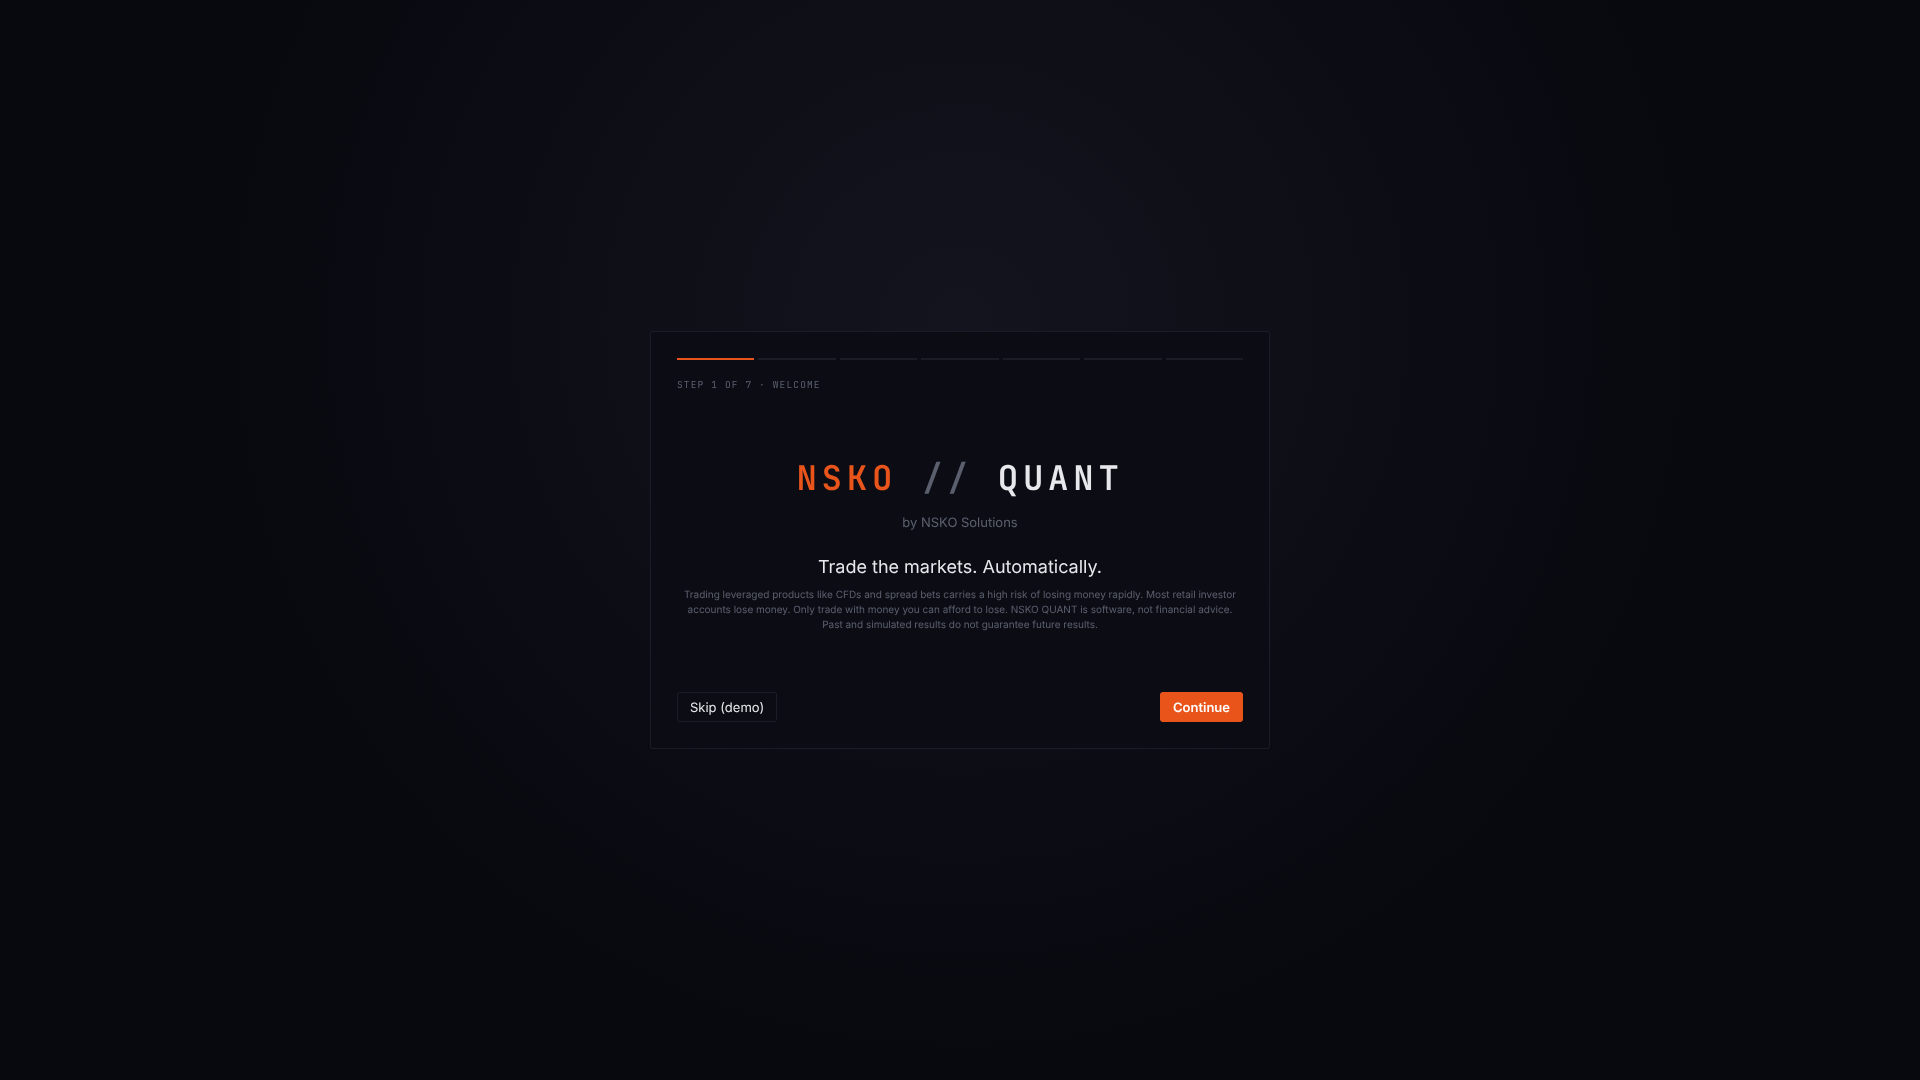 STEP 1 OF 7 · WELCOME
NSKO // QUANT
by NSKO Solutions
Trade the markets. Automatically.
Trading leveraged products like CFDs and spread bets carries a high risk of losing money rapidly. Most retail investor
accounts lose money. Only trade with money you can afford to lose. NSKO QUANT is software, not financial advice.
Past and simulated results do not guarantee future results.
Skip (demo)
Continue